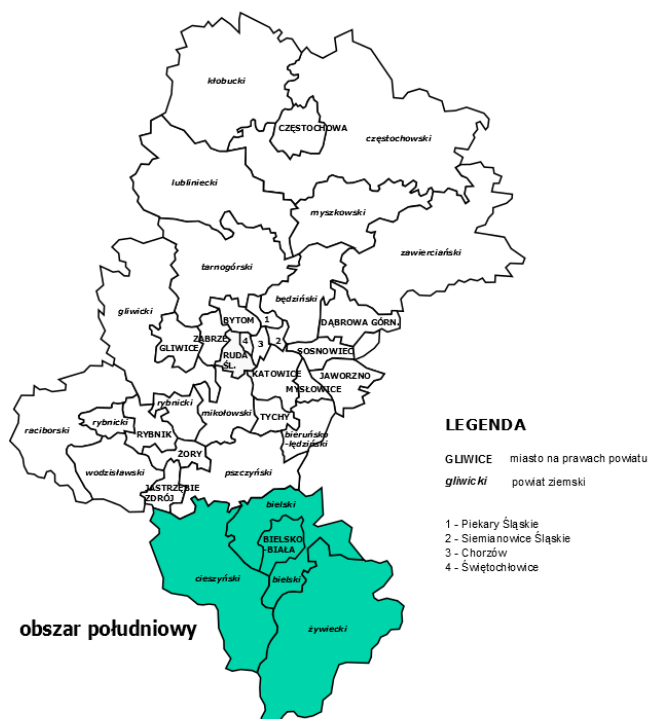 kłobucki
CZĘSTOCHOWA
częstochowski
lubliniecki
myszkowski
zawierciański
tarnogórski
będziński
gliwicki
BYTOM
1
DĄBROWA GÓRN.
ZABRZE
4
3
2
GLIWICE
RUDA
ŚL.
SOSNOWIEC
KATOWICE
JAWORZNO
MYSŁOWICE
rybnicki
mikołowski
TYCHY
raciborski
rybnicki
RYBNIK
bieruńsko
-lędziński
ŻORY
wodzisławski
pszczyński
JASTRZĘBIE
ZDRÓJ
LEGENDA
GLIWICE miasto na prawach powiatu
gliwicki powiat ziemski
1 - Piekary Śląskie
2 - Siemianowice Śląskie
3 - Chorzów
4 - Świętochłowice
bielski
BIELSKO
-BIAŁA
cieszyński
bielski
obszar południowy
żywiecki